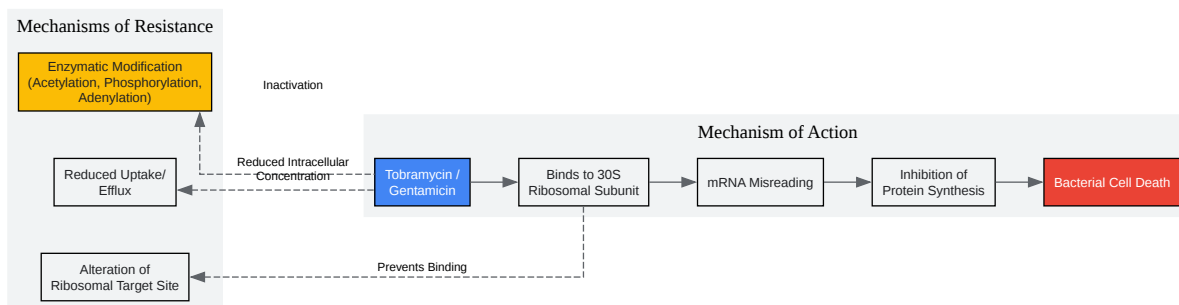 Mechanisms of Resistance
Enzymatic Modification
(Acetylation, Phosphorylation,
Adenylation)
Inactivation
Mechanism of Action
Reduced Uptake/
Efflux
Reduced Intracellular
Concentration
Tobramycin /
Gentamicin
Binds to 30S
Ribosomal Subunit
mRNA Misreading
Inhibition of
Protein Synthesis
Bacterial Cell Death
Alteration of
Ribosomal Target Site
Prevents Binding